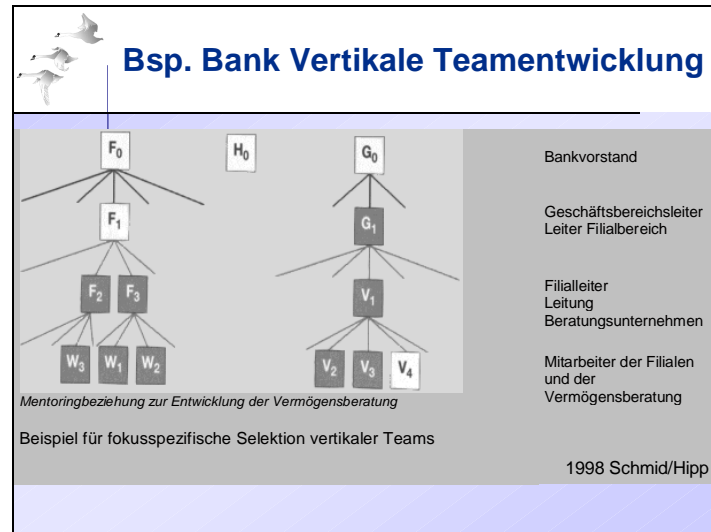 Bsp. Bank Vertikale Teamentwicklung
F0 H0 G0
Bankvorstand
F1 G1
Geschäftsbereichsleiter
Leiter Filialbereich
F2 F3 V1
Filialleiter
Leitung
Beratungsunternehmen
W3 W1 W2 V2 V3 V4
Mitarbeiter der Filialen
und der
Vermögensberatung
Mentoringbeziehung zur Entwicklung der Vermögensberatung
Beispiel für fokusspezifische Selektion vertikaler Teams
1998 Schmid/Hipp